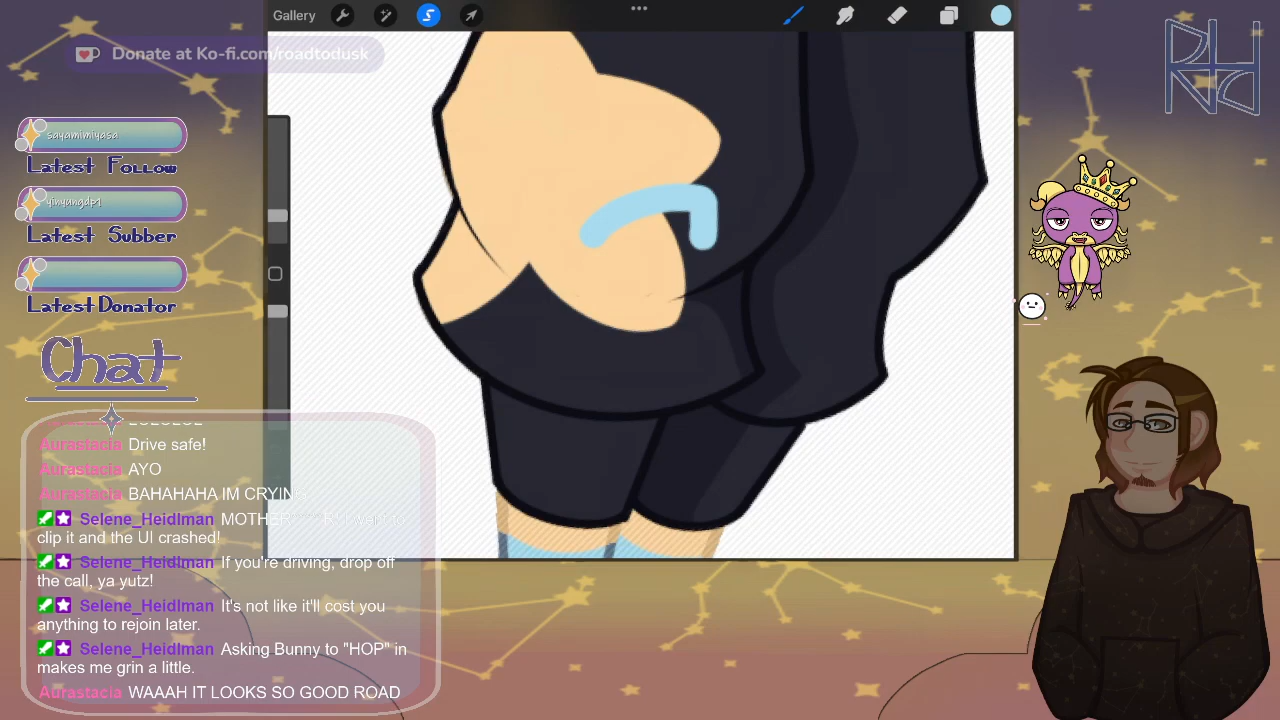 Gallery
Donate at Ko-fi.com/roadtodusk
sayamimiyasa
Latest Follow
yinyangdp1
Latest Subber
Latest Donator
Chat
Aurastacia Drive safe!
Aurastacia AYO
Aurastacia BAHAHAHA IM CRYING
Selene_Heidlman
clip it and the UI crashed!
Selene_Heidlman If you're driving, drop off
the call, ya yutz!
Selene_Heidlman It's not like it'll cost you
anything to rejoin later.
Selene_Heidlman Asking Bunny to "HOP" in
makes me grin a little.
Aurastacia WAAAH IT LOOKS SO GOOD ROAD